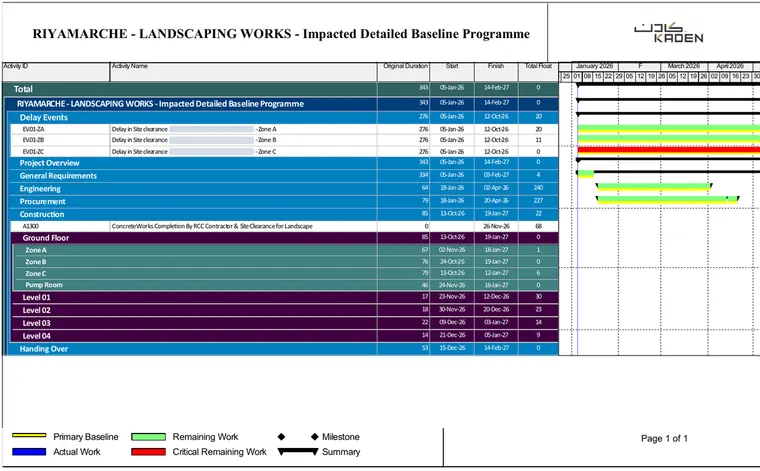 RIYAMARCHE - LANDSCAPING WORKS - Impacted Detailed Baseline Programme
كادن
KADEN
Activity ID Activity Name Original Duration Start Finish Total Float January 2026 F March 2026 April 2026
25 01 08 15 22 29 05 12 19 26 05 12 19 26 02 09 16 23 30
Total 343 05-Jan-26 14-Feb-27 0
RIYAMARCHE - LANDSCAPING WORKS - Impacted Detailed Baseline Programme 343 05-Jan-26 14-Feb-27 0
Delay Events 276 05-Jan-26 12-Oct-26 20
EV.01-ZA Delay in Site clearance - Zone A 276 05-Jan-26 12-Oct-26 20
EV.01-ZB Delay in Site clearance - Zone B 276 05-Jan-26 12-Oct-26 11
EV.01-ZC Delay in Site clearance - Zone C 276 05-Jan-26 12-Oct-26 0
Project Overview 343 05-Jan-26 14-Feb-27 0
General Requirements 334 05-Jan-26 03-Feb-27 4
Engineering 64 18-Jan-26 02-Apr-26 240
Procurement 79 18-Jan-26 20-Apr-26 227
Construction 85 13-Oct-26 19-Jan-27 22
A1300 Concrete Works Completion By RCC Contractor & Site Clearance for Landscape 0 26-Nov-26 68
Ground Floor 85 13-Oct-26 19-Jan-27 0
Zone A 67 02-Nov-26 18-Jan-27 1
Zone B 76 24-Oct-26 19-Jan-27 0
Zone C 79 13-Oct-26 12-Jan-27 6
Pump Room 46 24-Nov-26 16-Jan-27 0
Level 01 17 23-Nov-26 12-Dec-26 30
Level 02 18 30-Nov-26 20-Dec-26 23
Level 03 22 09-Dec-26 03-Jan-27 14
Level 04 14 21-Dec-26 05-Jan-27 9
Handing Over 53 15-Dec-26 14-Feb-27 0
Primary Baseline Remaining Work Milestone
Actual Work Critical Remaining Work Summary
Page 1 of 1